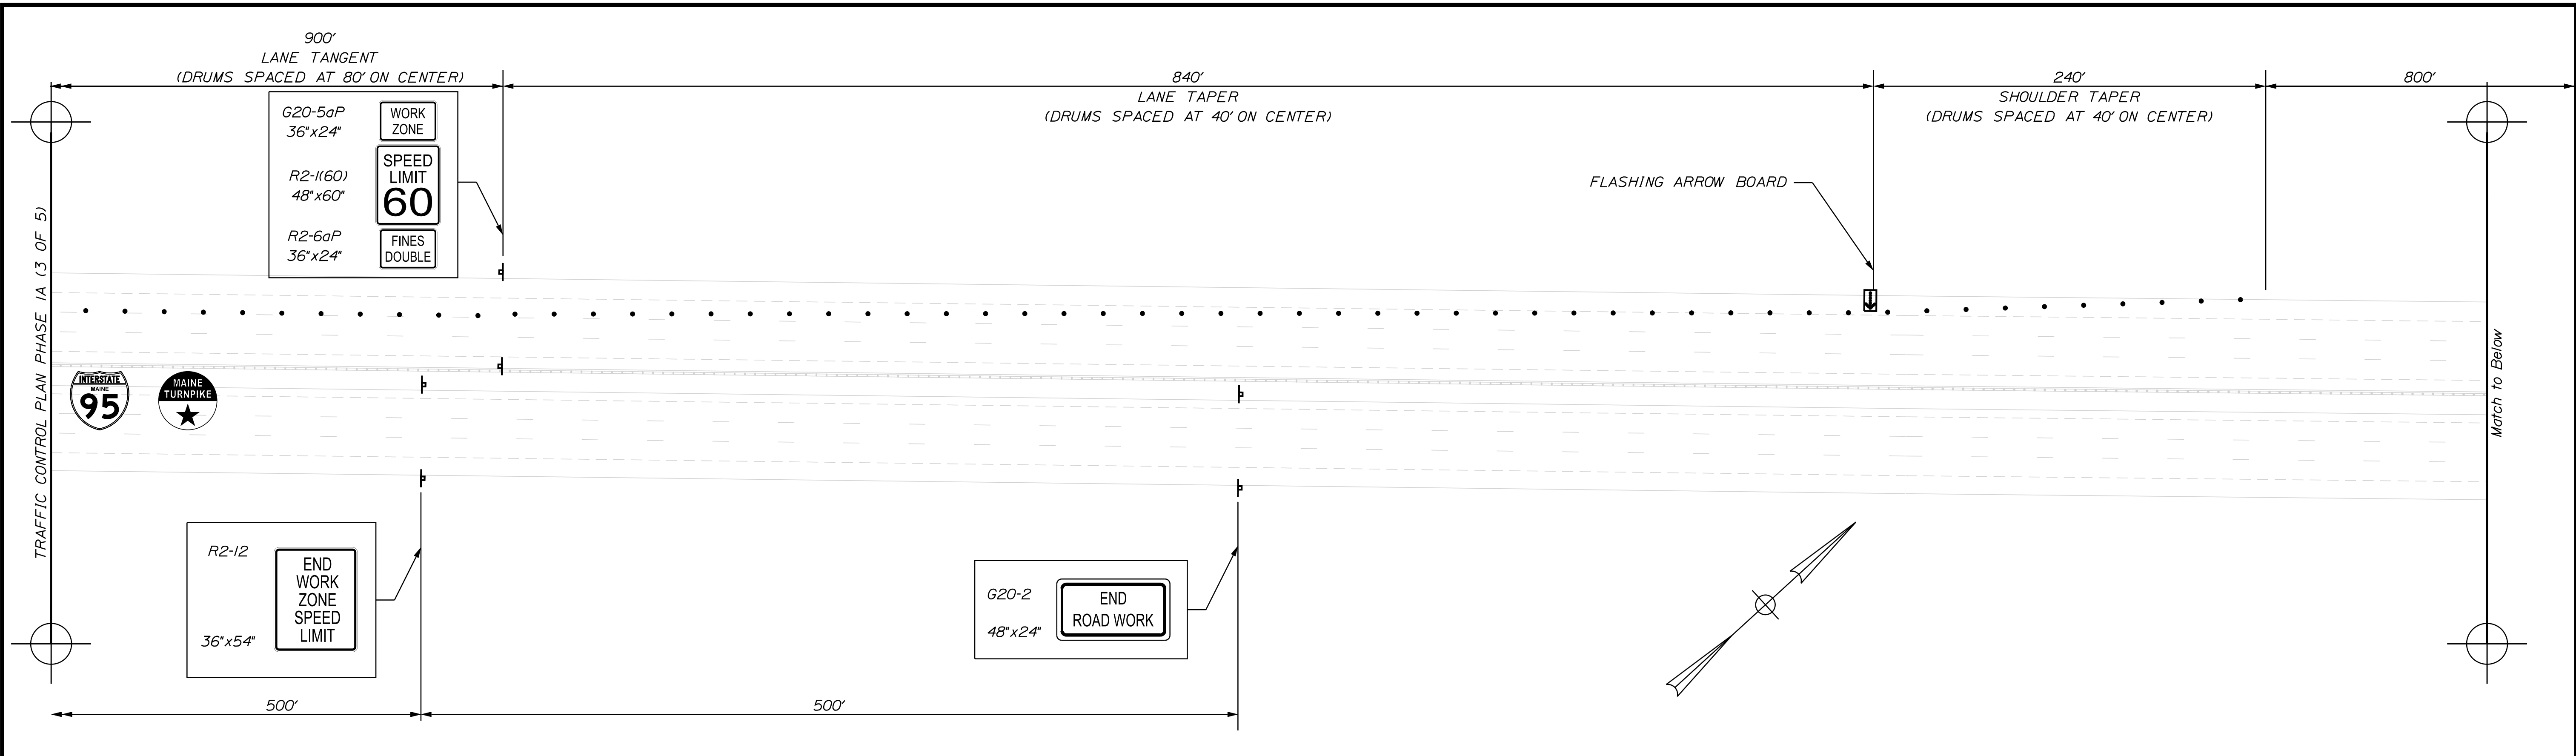 900'
LANE TANGENT
(DRUMS SPACED AT 80' ON CENTER)
840'
LANE TAPER
(DRUMS SPACED AT 40' ON CENTER)
240'
SHOULDER TAPER
(DRUMS SPACED AT 40' ON CENTER)
800'
G20-5aP
36"x24"
WORK
ZONE
R2-1(60)
48"x60"
SPEED
LIMIT
60
R2-6aP
36"x24"
FINES
DOUBLE
FLASHING ARROW BOARD
TRAFFIC CONTROL PLAN PHASE 1A (3 OF 5)
INTERSTATE
MAINE
95
MAINE
TURNPIKE
Match to Below
R2-12
36"x54"
END
WORK
ZONE
SPEED
LIMIT
G20-2
48"x24"
END
ROAD WORK
500'
500'